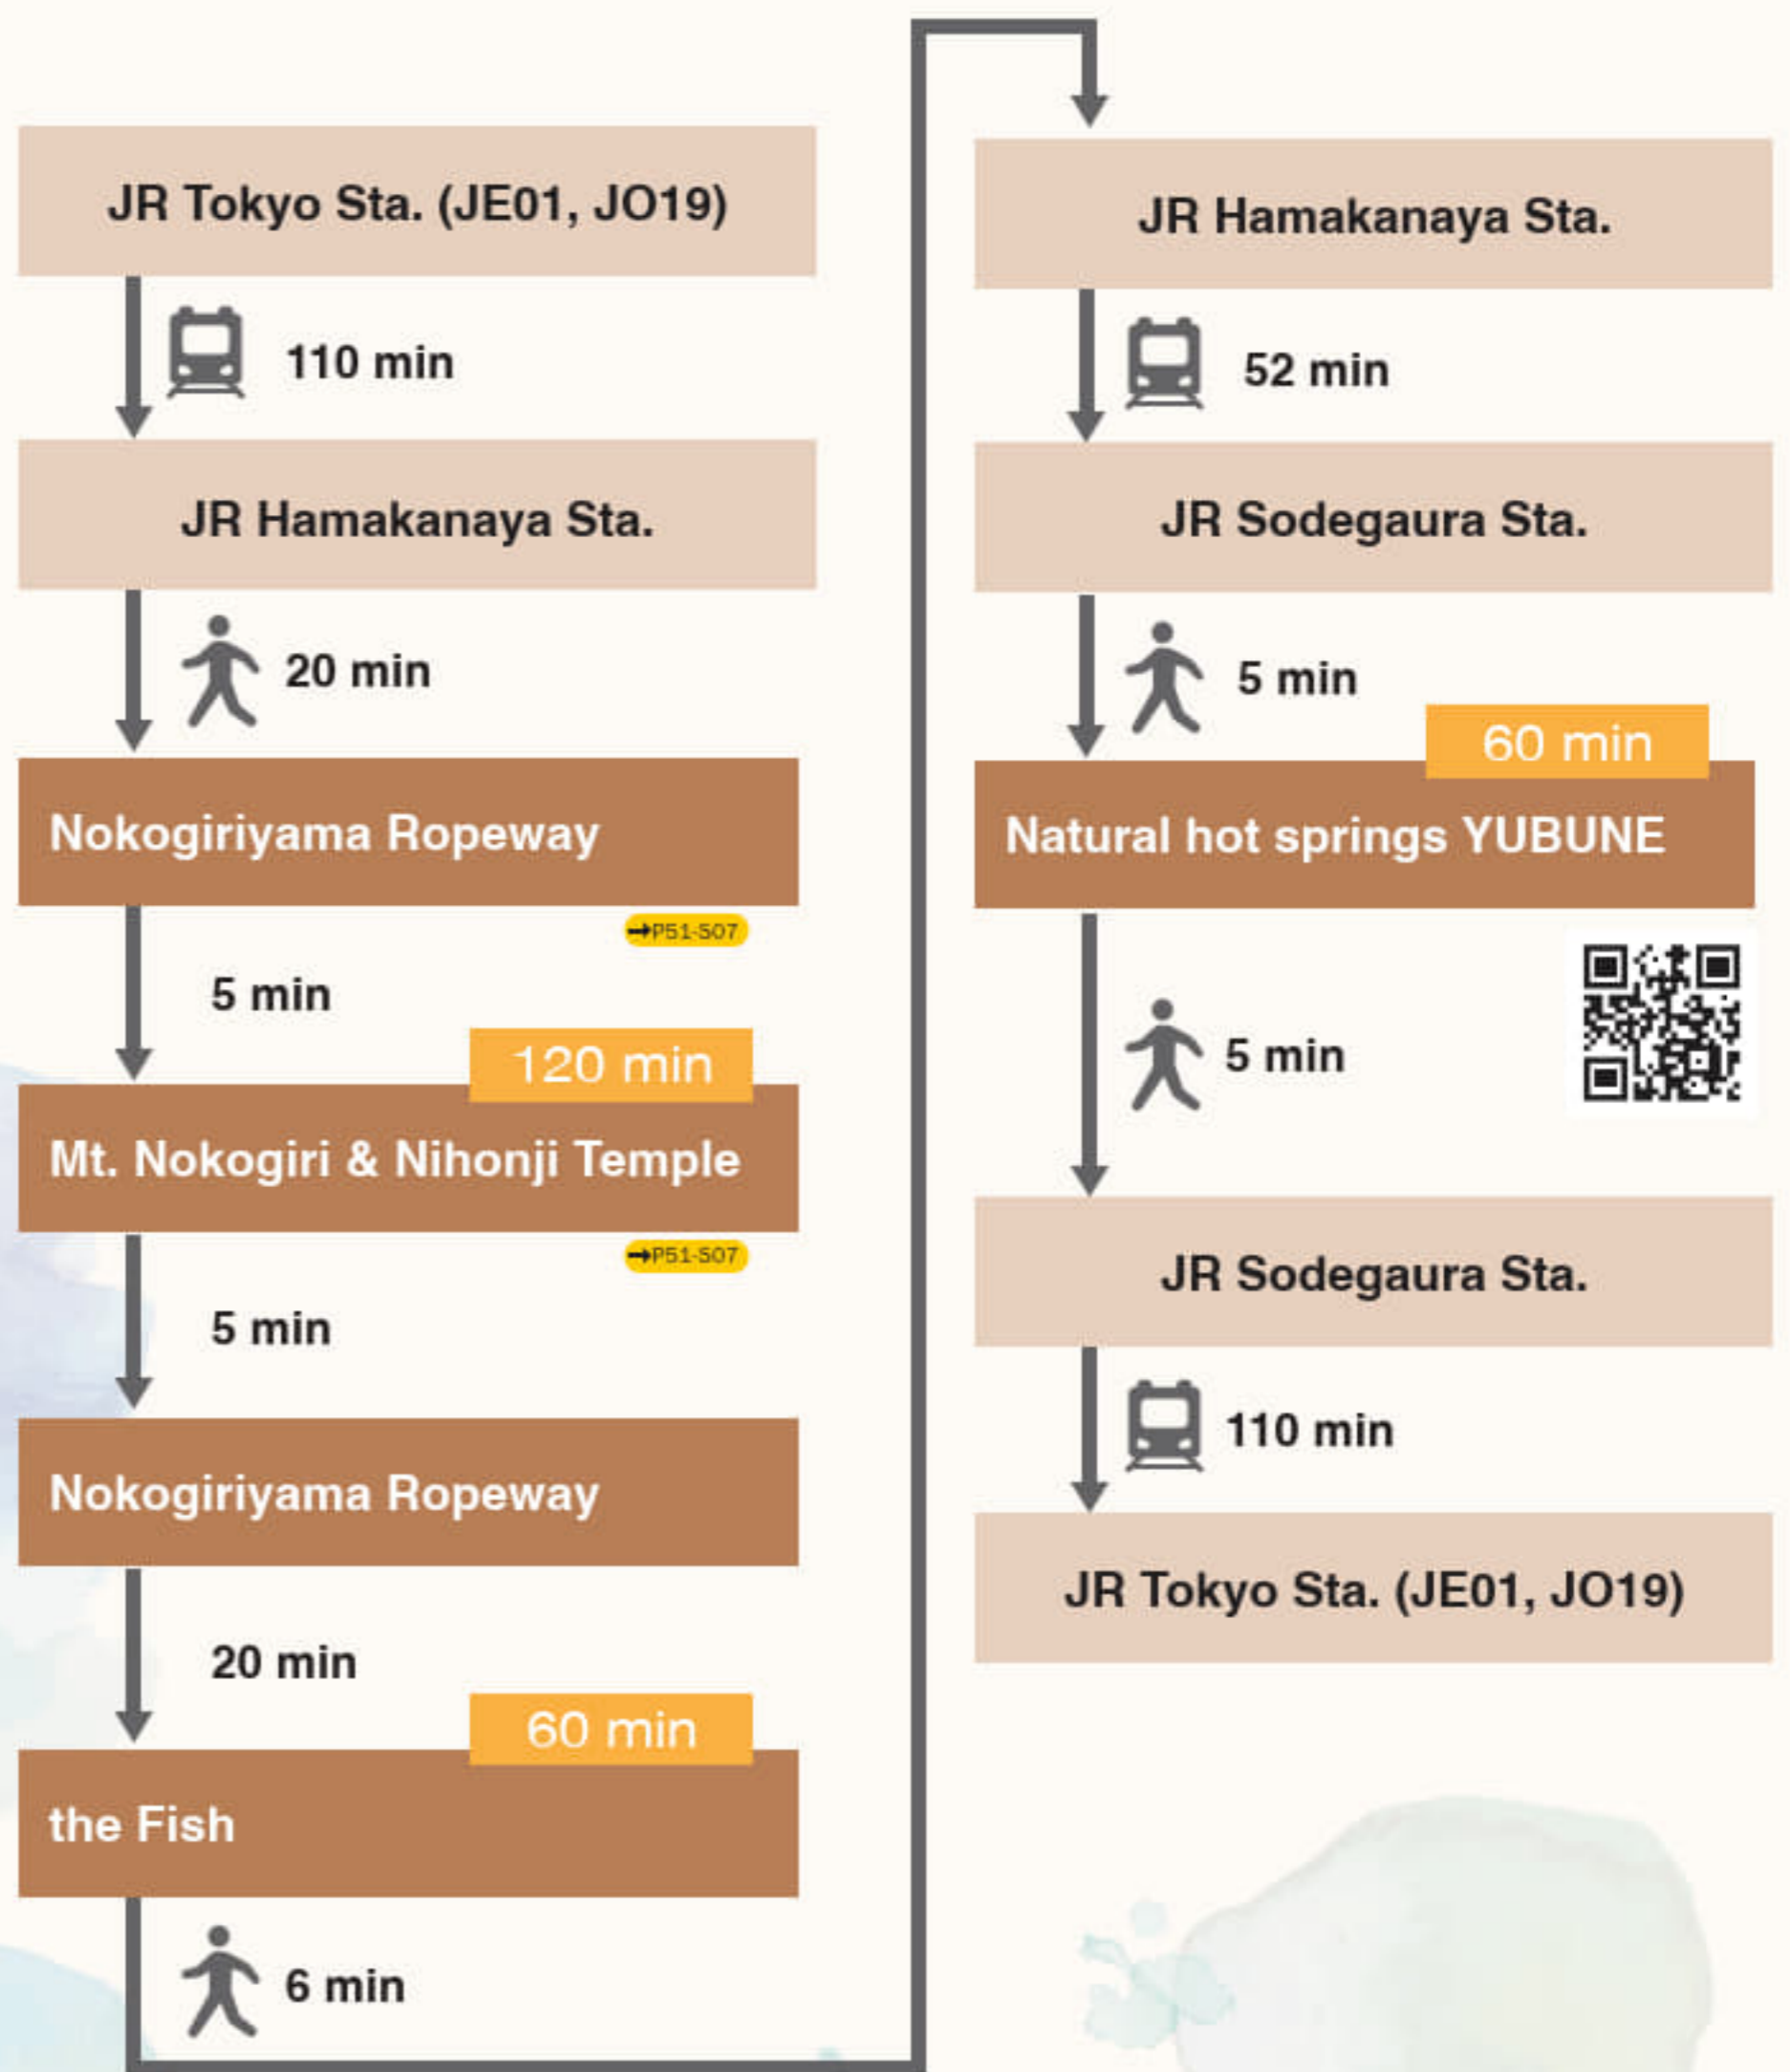 JR Tokyo Sta. (JE01, JO19)
110 min
JR Hamakanaya Sta.
20 min
Nokogiriyama Ropeway
➞P51-S07
5 min
120 min
Mt. Nokogiri & Nihonji Temple
➞P51-S07
5 min
Nokogiriyama Ropeway
20 min
60 min
the Fish
6 min
JR Hamakanaya Sta.
52 min
JR Sodegaura Sta.
5 min
60 min
Natural hot springs YUBUNE
5 min
JR Sodegaura Sta.
110 min
JR Tokyo Sta. (JE01, JO19)